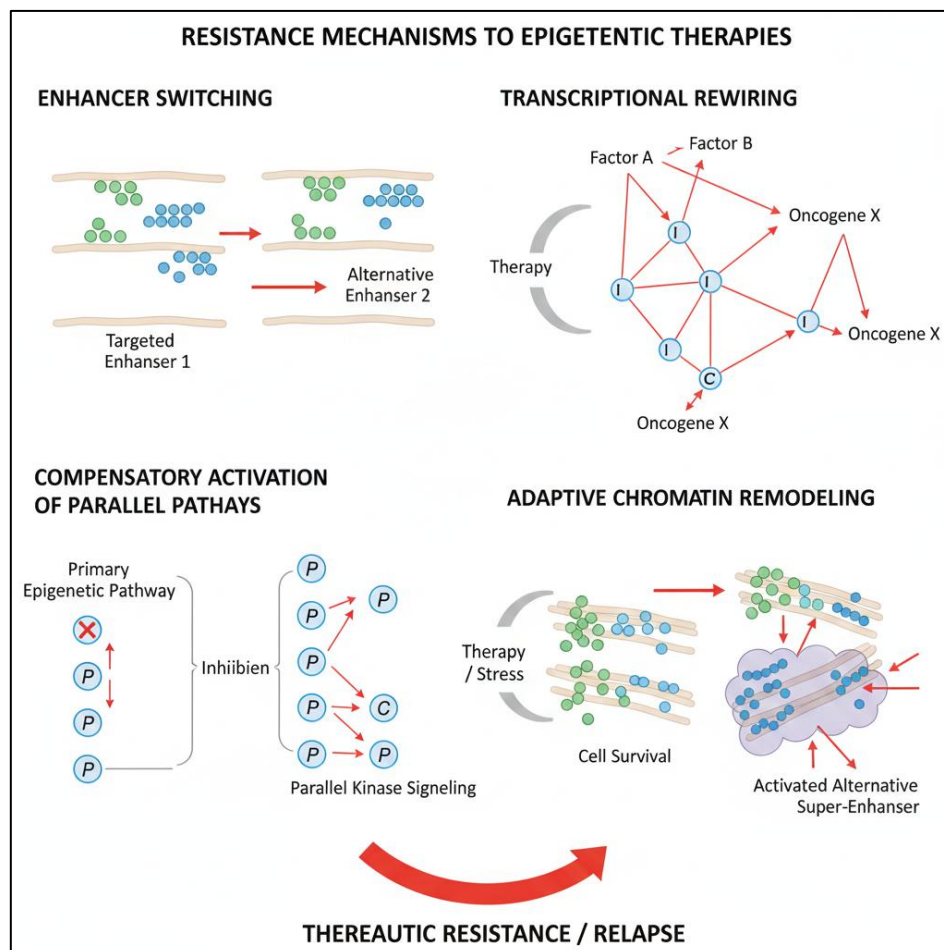 RESISTANCE MECHANISMS TO EPIGETENTIC THERAPIES
ENHANCER SWITCHING
Targeted
Enhanser 1
Alternative
Enhanser 2
TRANSCRIPTIONAL REWIRING
Factor A
Factor B
Therapy
Oncogene X
I
I
I
I
I
C
Oncogene X
Oncogene X
COMPENSATORY ACTIVATION
OF PARALLEL PATHAYS
Primary
Epigenetic Pathway
P
P
P
Inhiibien
P
P
P
P
P
P
C
P
Parallel Kinase Signeling
ADAPTIVE CHROMATIN REMODELING
Therapy
/ Stress
Cell Survival
Activated Alternative
Super-Enhanser
THEREAUTIC RESISTANCE / RELAPSE